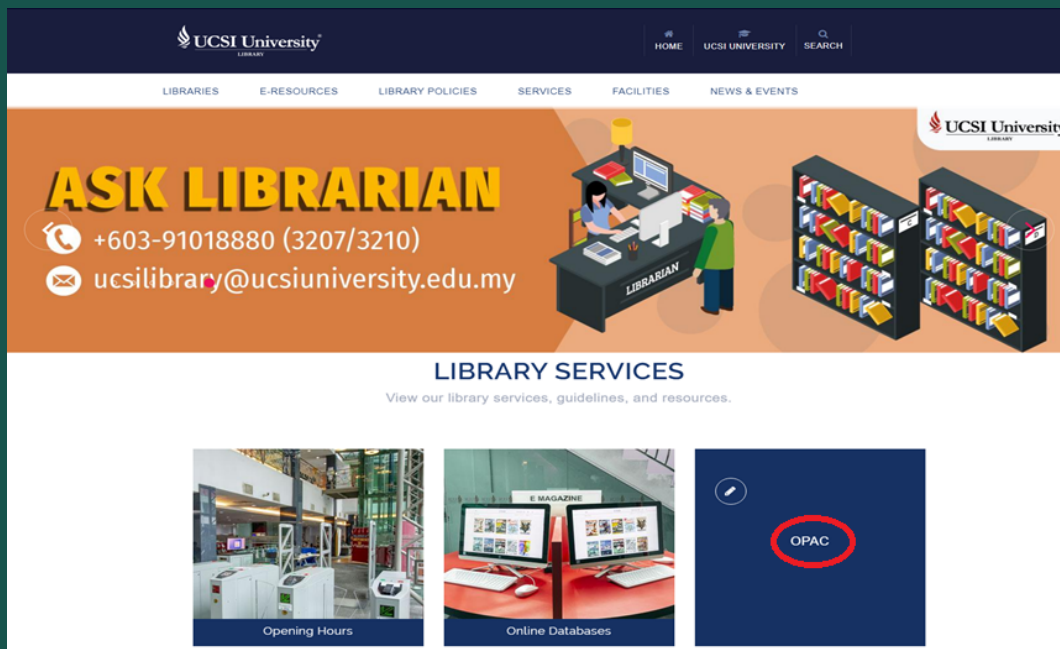 UCSI University
LIBRARY
HOME
UCSI UNIVERSITY
SEARCH
LIBRARIES
E-RESOURCES
LIBRARY POLICIES
SERVICES
FACILITIES
NEWS & EVENTS
UCSI University
LIBRARY
ASK LIBRARIAN
+603-91018880 (3207/3210)
ucsilibrary@ucsiuniversity.edu.my
LIBRARIAN
C
D
LIBRARY SERVICES
View our library services, guidelines, and resources.
E MAGAZINE
OPAC
Opening Hours
Online Databases